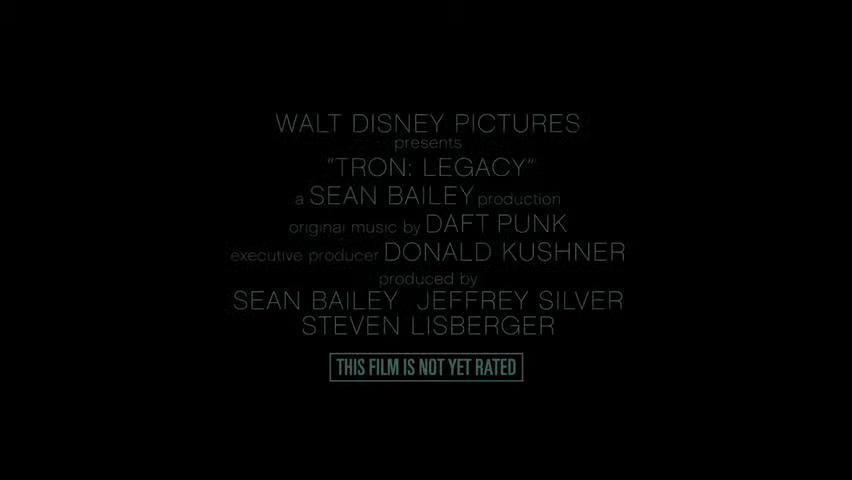 WALT DISNEY PICTURES
presents
"TRON: LEGACY"
a SEAN BAILEY production
original music by DAFT PUNK
executive producer DONALD KUSHNER
produced by
SEAN BAILEY JEFFREY SILVER
STEVEN LISBERGER
THIS FILM IS NOT YET RATED